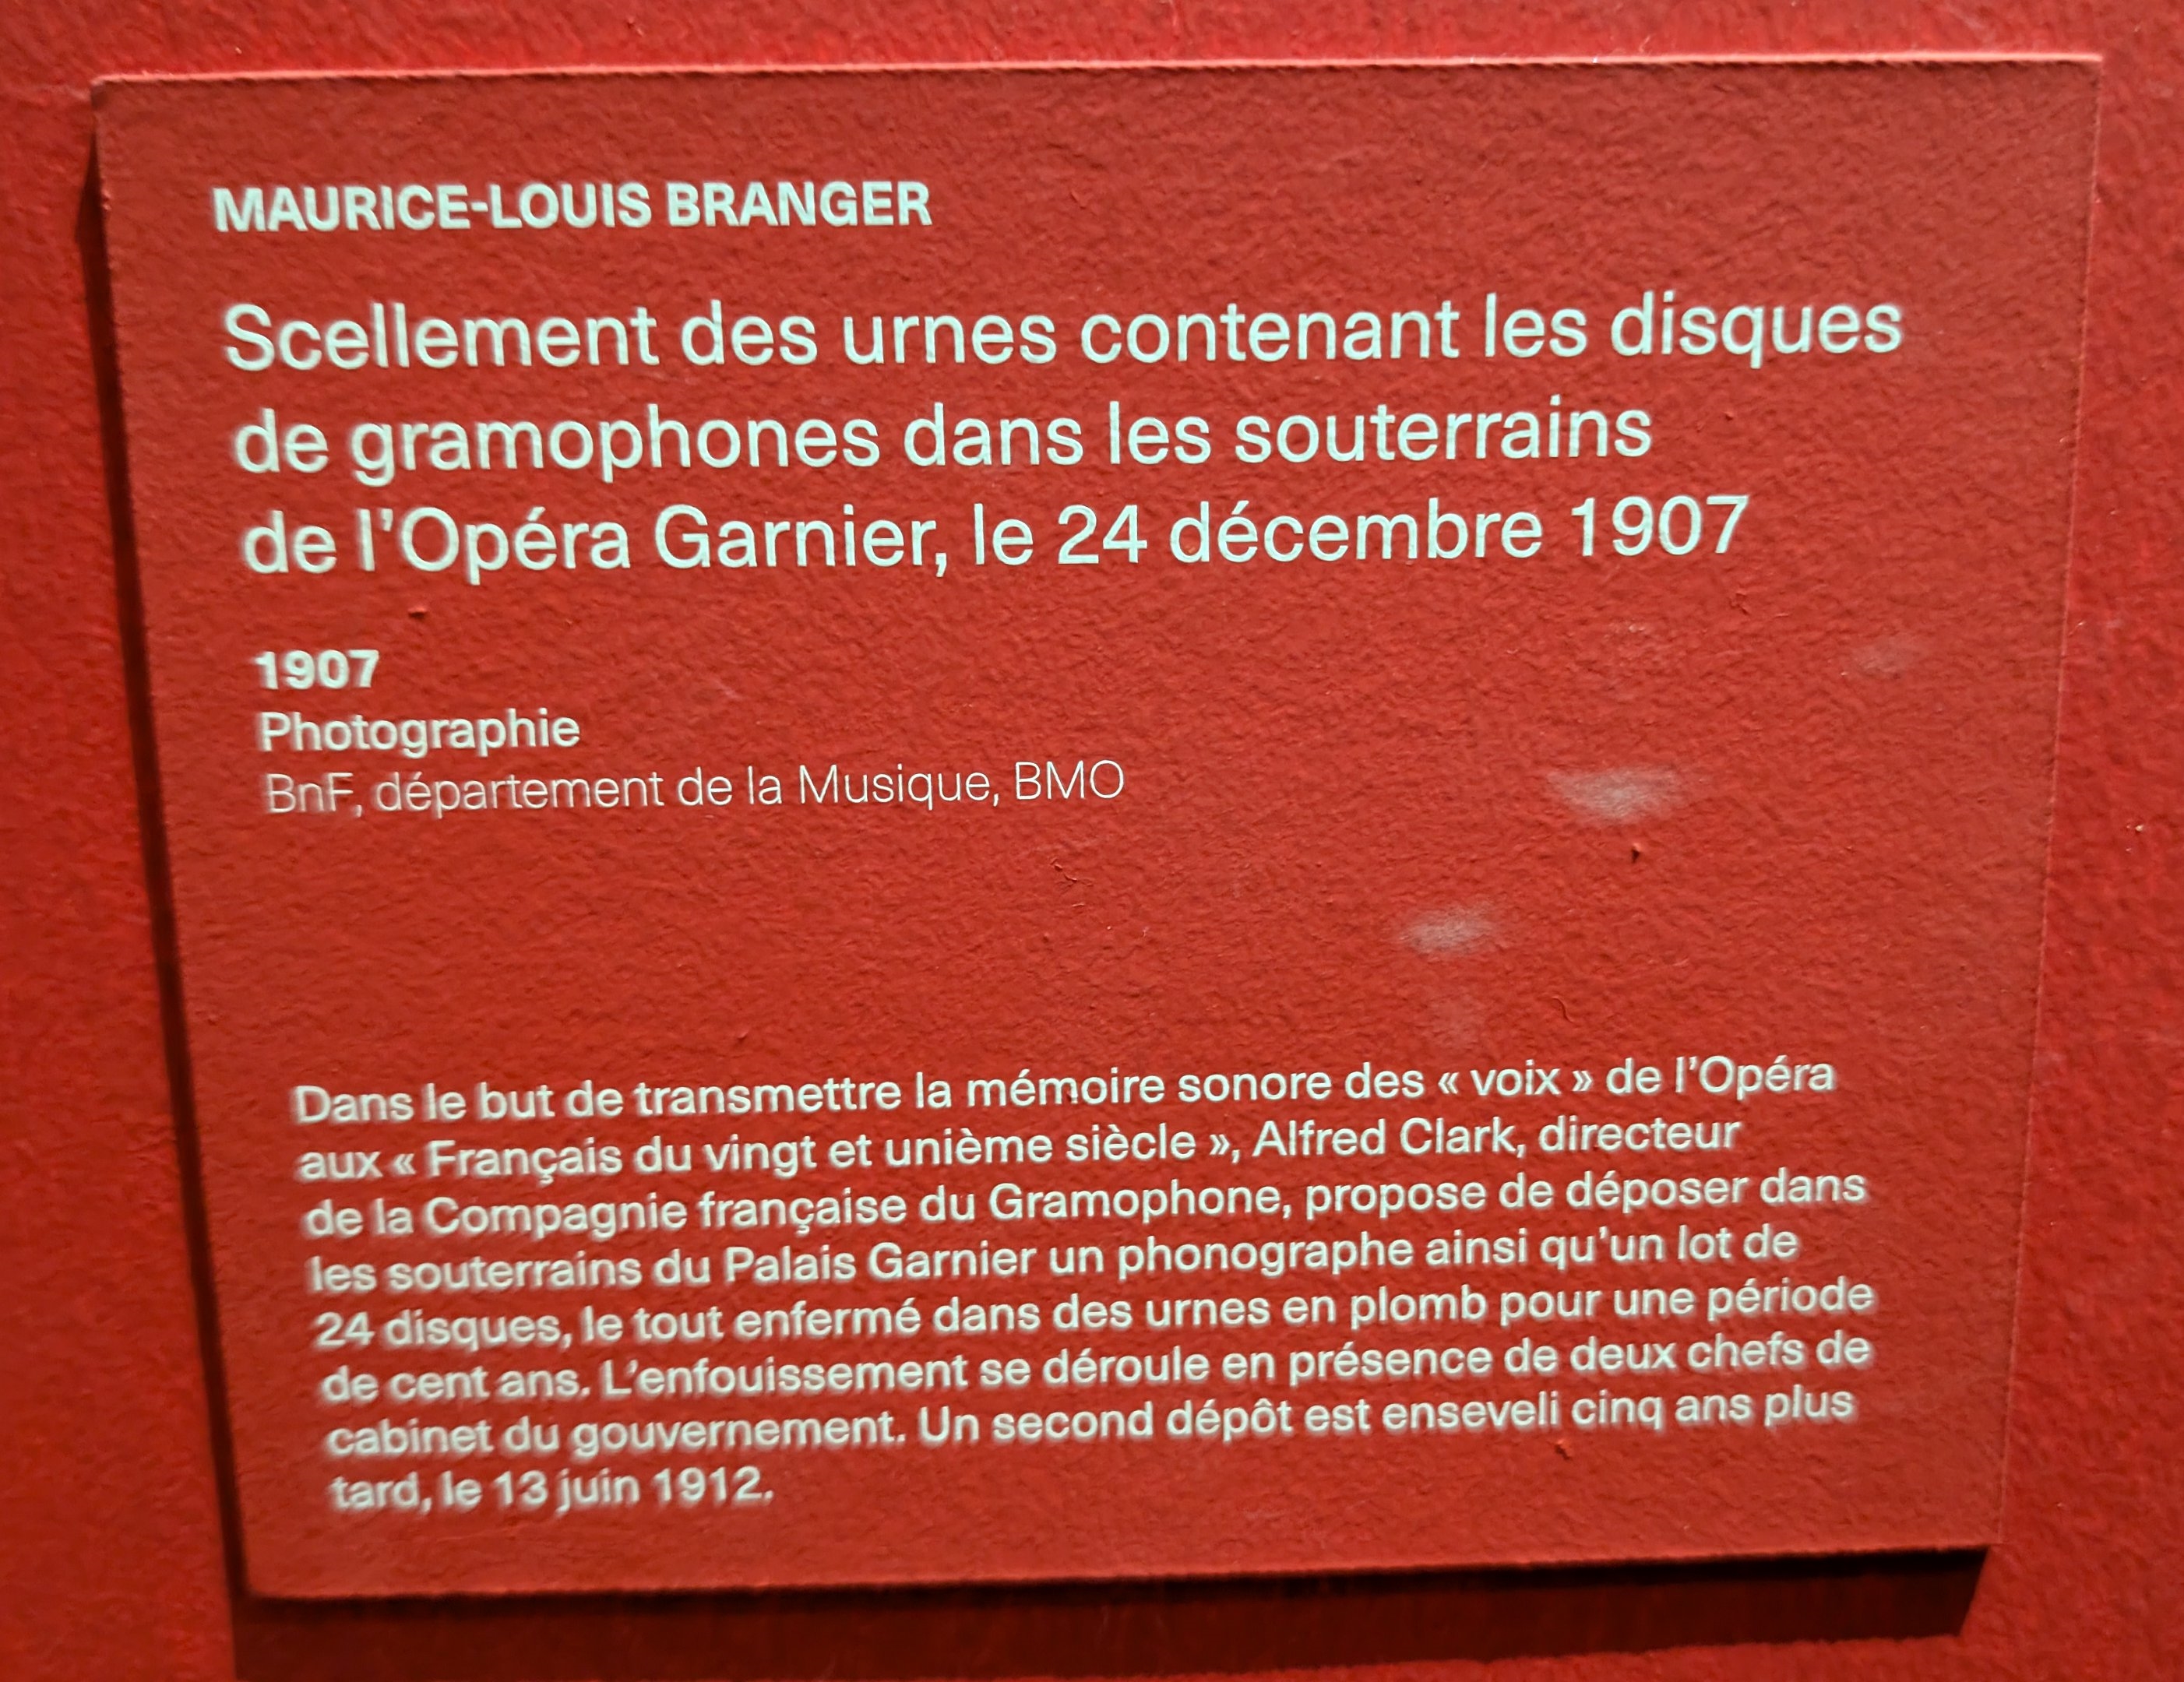 MAURICE-LOUIS BRANGER
Scellement des urnes contenant les disques
de gramophones dans les souterrains
de l'Opéra Garnier, le 24 décembre 1907
1907
Photographie
BnF, département de la Musique, BMO
Dans le but de transmettre la mémoire sonore des « voix » de l'Opéra
aux « Français du vingt et unième siècle », Alfred Clark, directeur
de la Compagnie française du Gramophone, propose de déposer dans
les souterrains du Palais Garnier un phonographe ainsi qu'un lot de
24 disques, le tout enfermé dans des urnes en plomb pour une période
de cent ans. L'enfouissement se déroule en présence de deux chefs de
cabinet du gouvernement. Un second dépôt est enseveli cinq ans plus
tard, le 13 juin 1912.